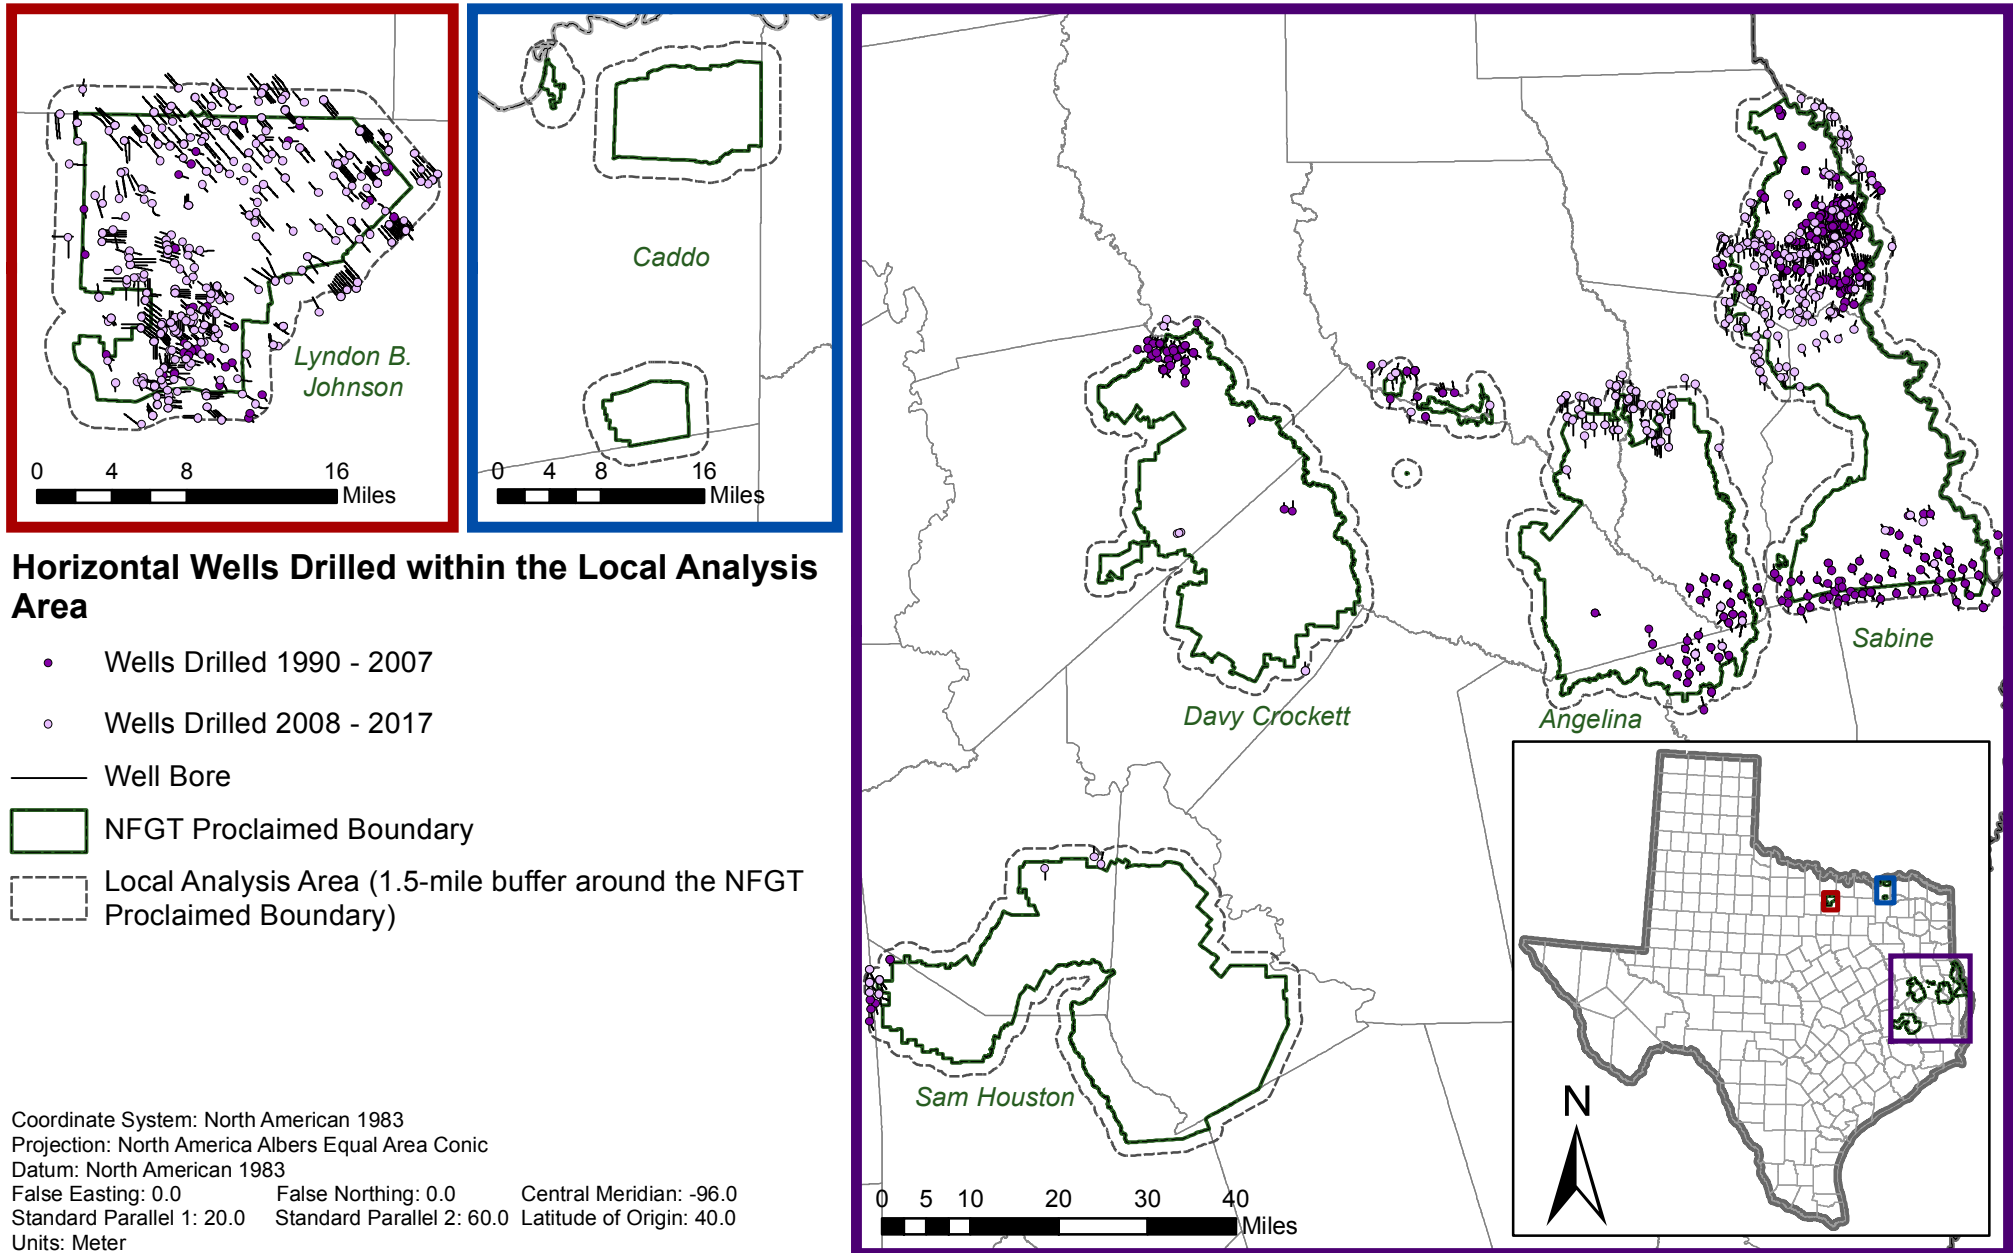 Lyndon B.
Johnson
0 4 8 16
Miles
Caddo
0 4 8 16
Miles
Horizontal Wells Drilled within the Local Analysis
Area
Wells Drilled 1990 - 2007
Wells Drilled 2008 - 2017
Well Bore
NFGT Proclaimed Boundary
Local Analysis Area (1.5-mile buffer around the NFGT
Proclaimed Boundary)
Coordinate System: North American 1983
Projection: North America Albers Equal Area Conic
Datum: North American 1983
False Easting: 0.0 False Northing: 0.0 Central Meridian: -96.0
Standard Parallel 1: 20.0 Standard Parallel 2: 60.0 Latitude of Origin: 40.0
Units: Meter
Sabine
Davy Crockett
Angelina
Sam Houston
0 5 10 20 30 40
Miles
N